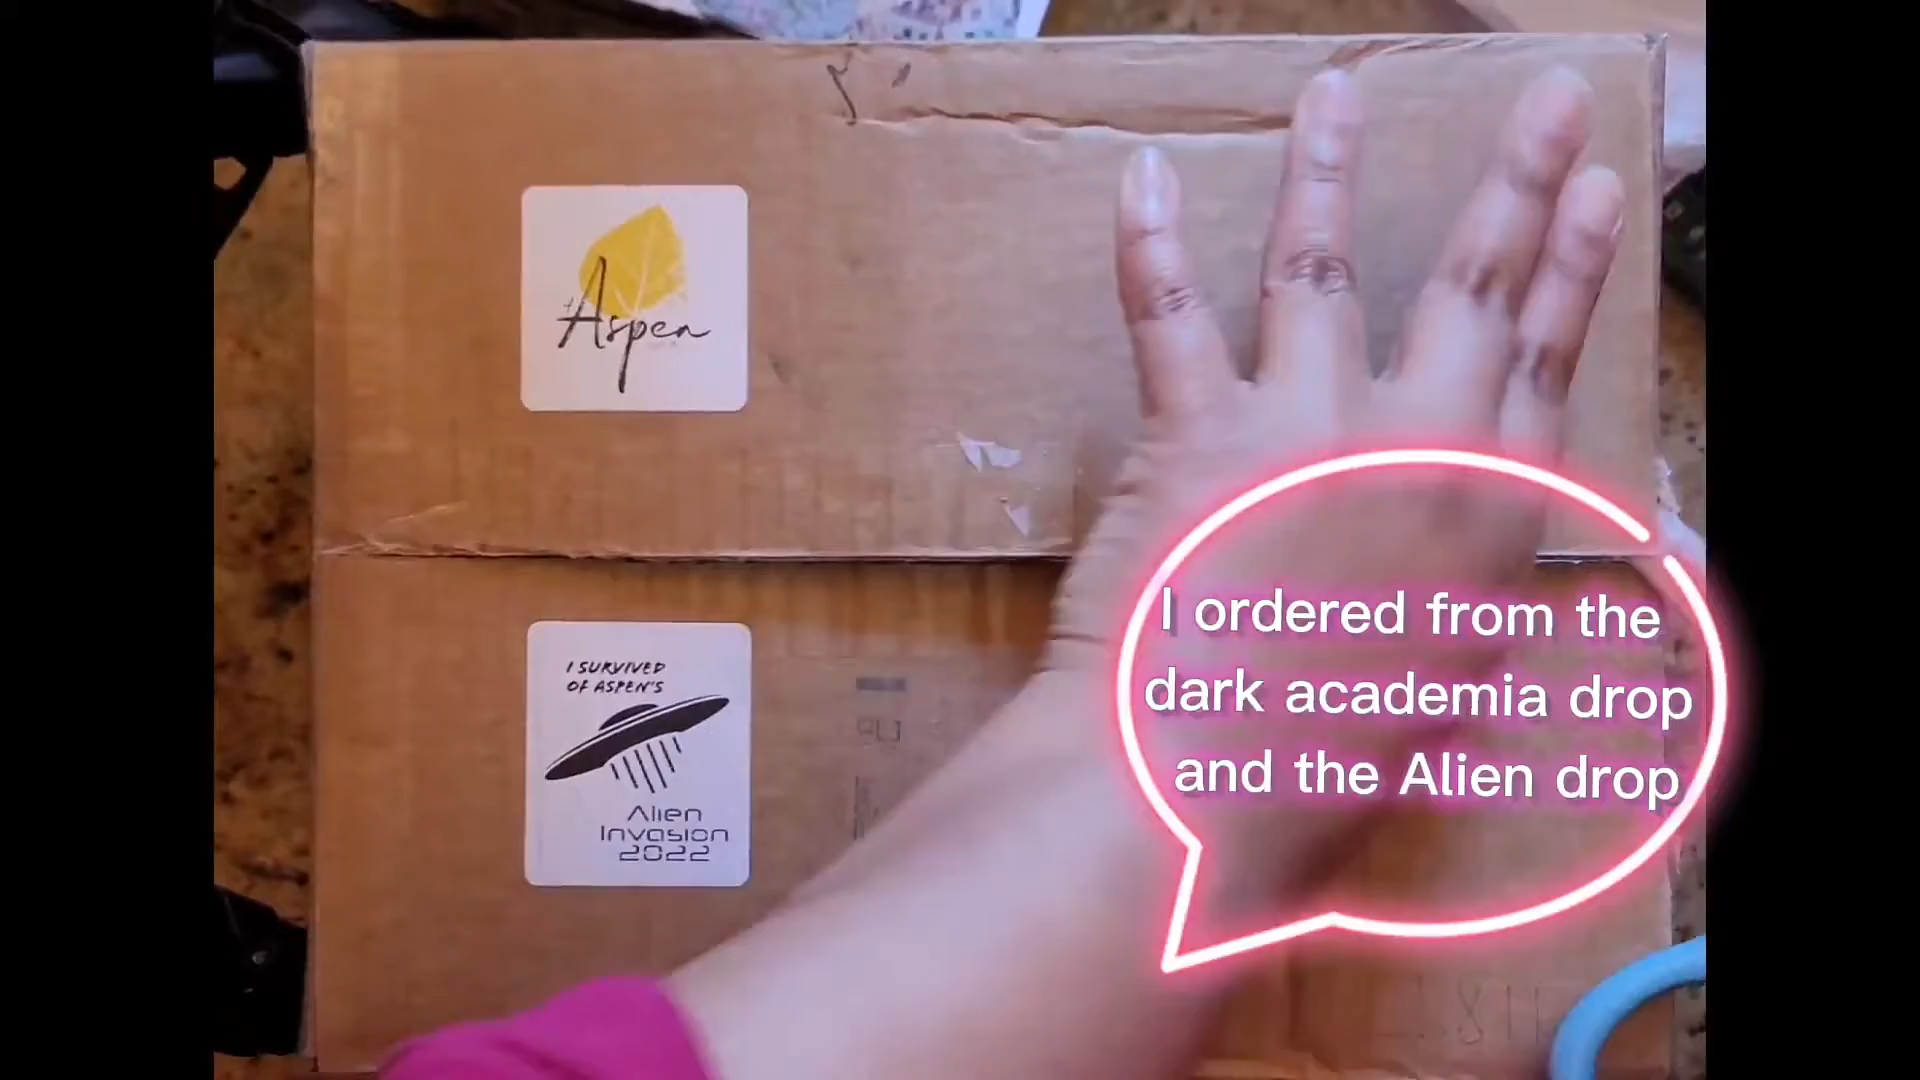 Aspen
I SURVIVED
OF ASPEN'S
Alien
Invasion
2022
I ordered from the
dark academia drop
and the Alien drop